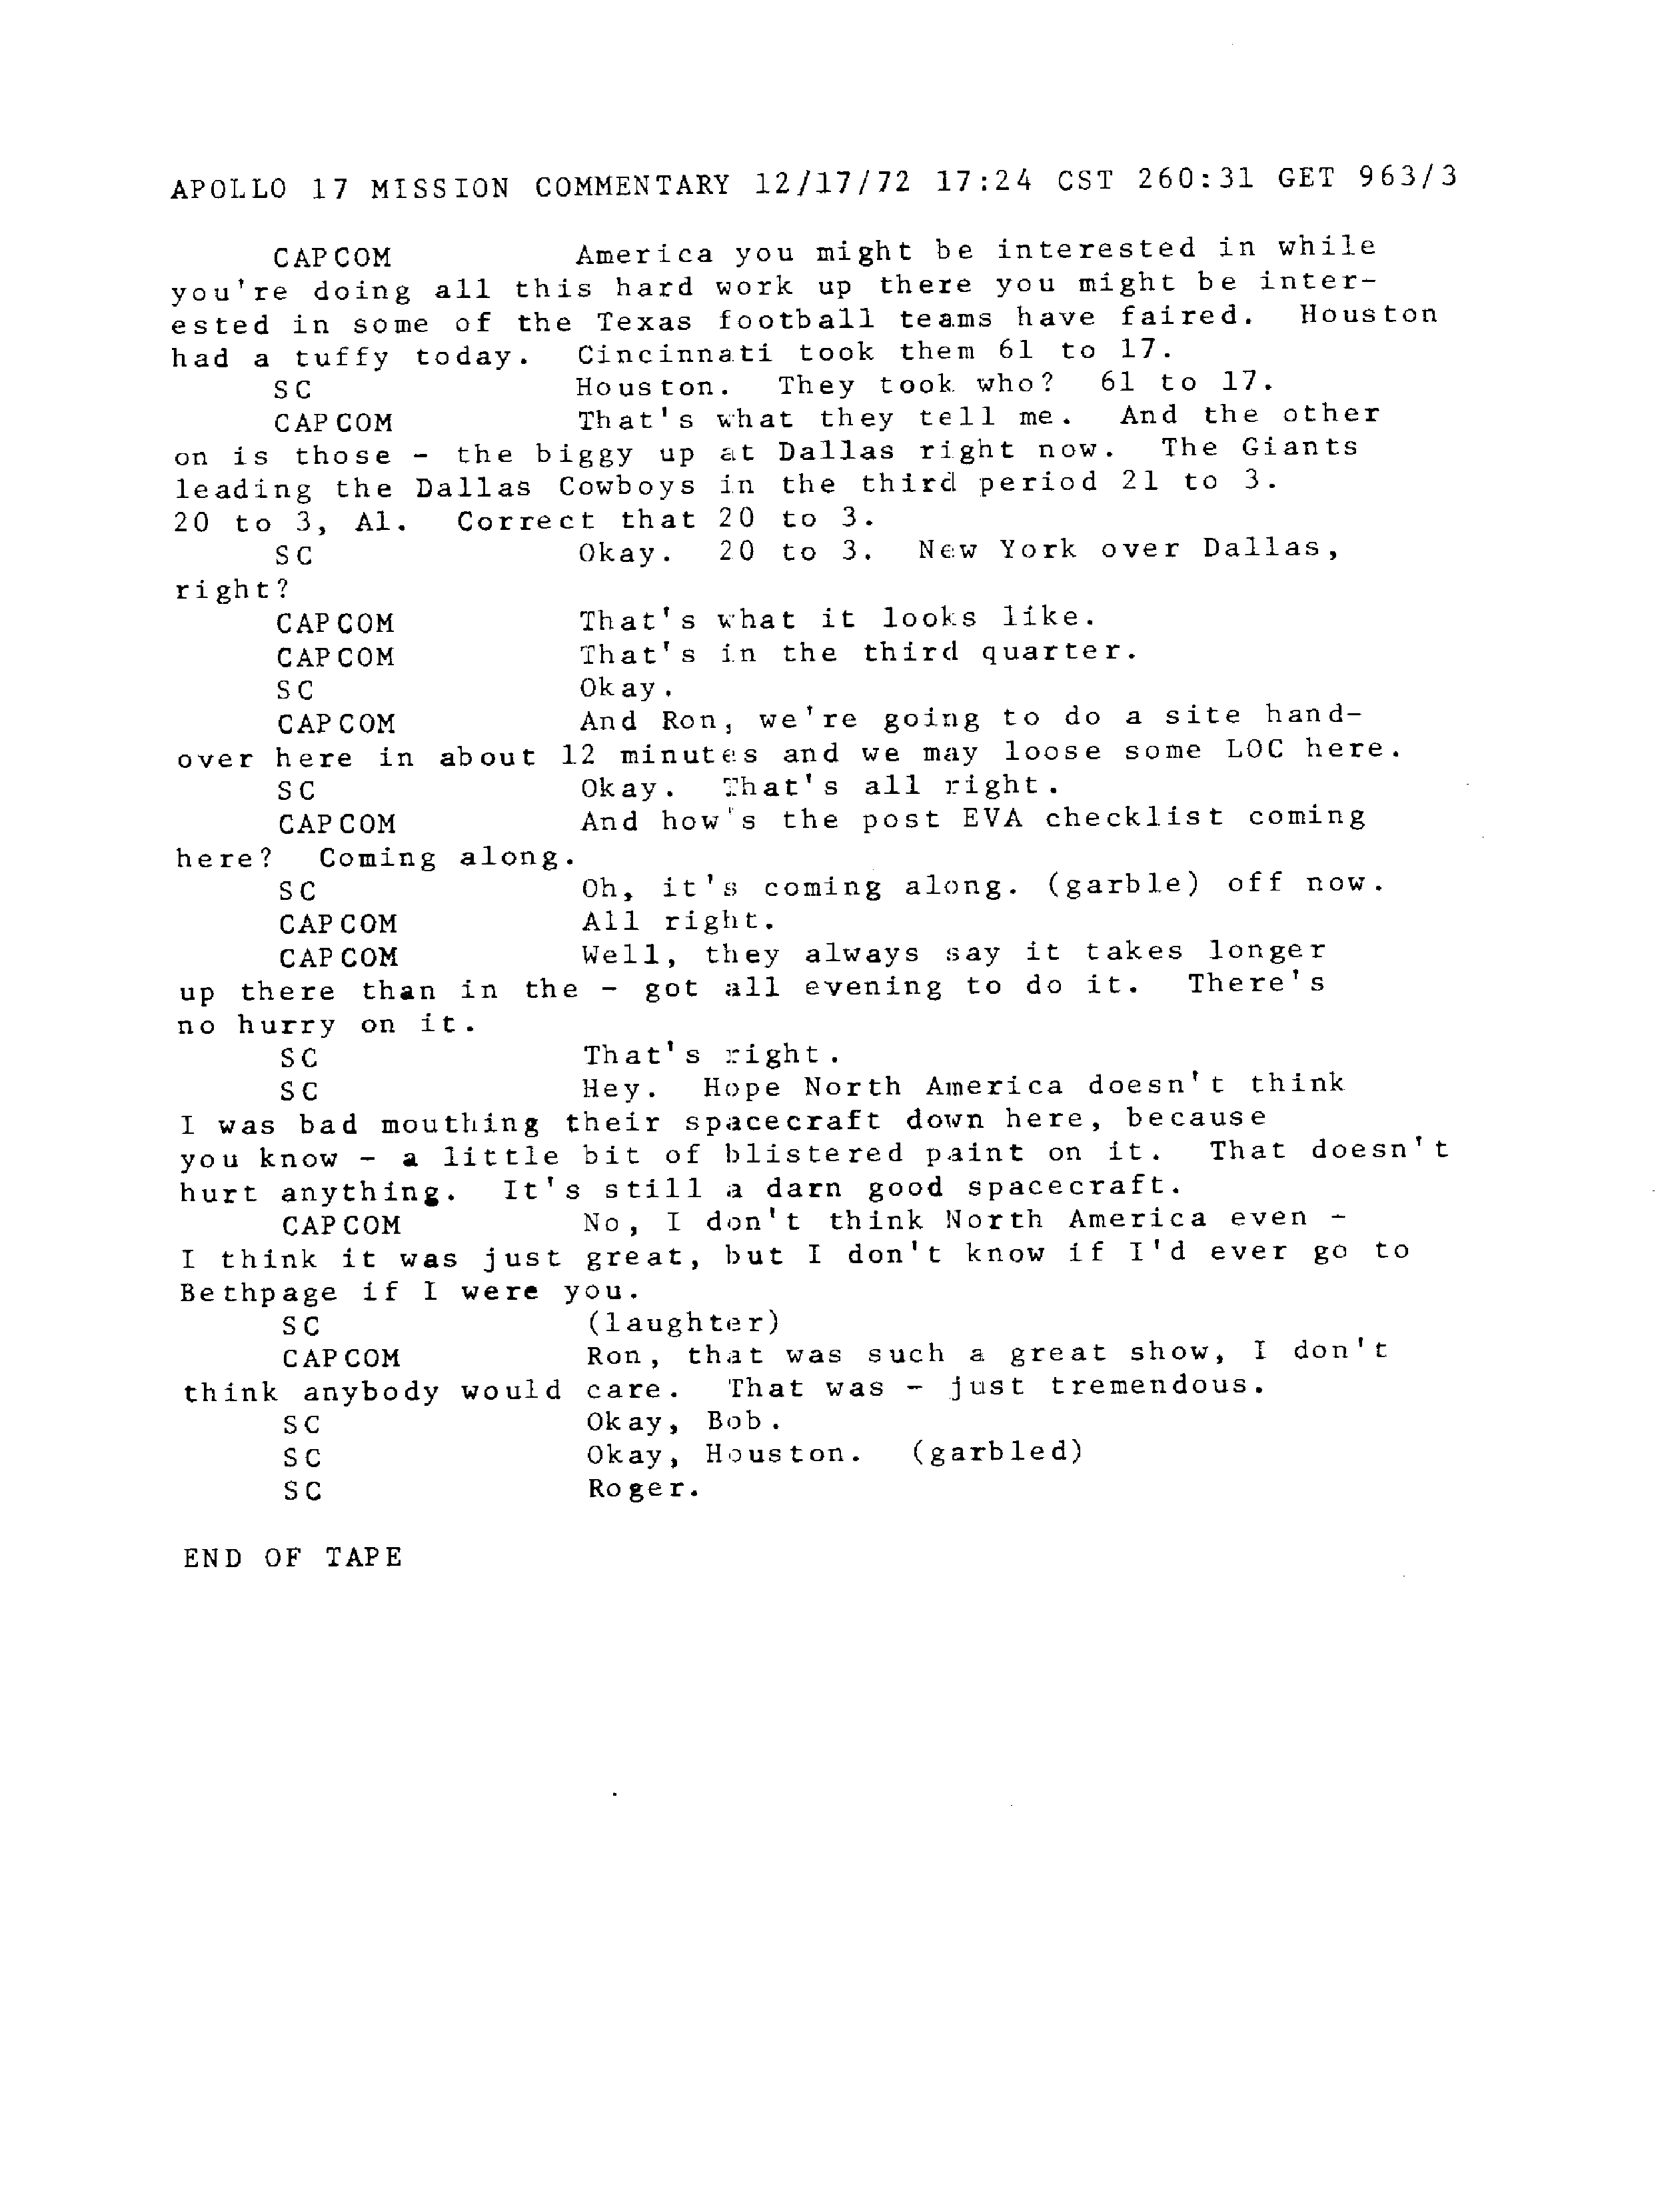 APOLLO 17 MISSION COMMENTARY 12/17/72 17:24 CST 260:31 GET 963/3
CAPCOM America you might be interested in while
you're doing all this hard work up there you might be inter-
ested in some of the Texas football teams have faired. Houston
had a tuffy today. Cincinnati took them 61 to 17.
SC Houston. They took who? 61 to 17.
CAPCOM That's what they tell me. And the other
on is those - the biggy up at Dallas right now. The Giants
leading the Dallas Cowboys in the third period 21 to 3.
20 to 3, Al. Correct that 20 to 3.
SC Okay. 20 to 3. New York over Dallas,
right?
CAPCOM That's what it looks like.
CAPCOM That's in the third quarter.
SC Okay.
CAPCOM And Ron, we're going to do a site hand-
over here in about 12 minutes and we may loose some LOC here.
SC Okay. That's all right.
CAPCOM And how's the post EVA checklist coming
here? Coming along.
SC Oh, it's coming along. (garble) off now.
CAPCOM All right.
CAPCOM Well, they always say it takes longer
up there than in the - got all evening to do it. There's
no hurry on it.
SC That's right.
SC Hey. Hope North America doesn't think
I was bad mouthing their spacecraft down here, because
you know - a little bit of blistered paint on it. That doesn't
hurt anything. It's still a darn good spacecraft.
CAPCOM No, I don't think North America even -
I think it was just great, but I don't know if I'd ever go to
Bethpage if I were you.
SC (laughter)
CAPCOM Ron, that was such a great show, I don't
think anybody would care. That was - just tremendous.
SC Okay, Bob.
SC Okay, Houston. (garbled)
SC Roger.
END OF TAPE